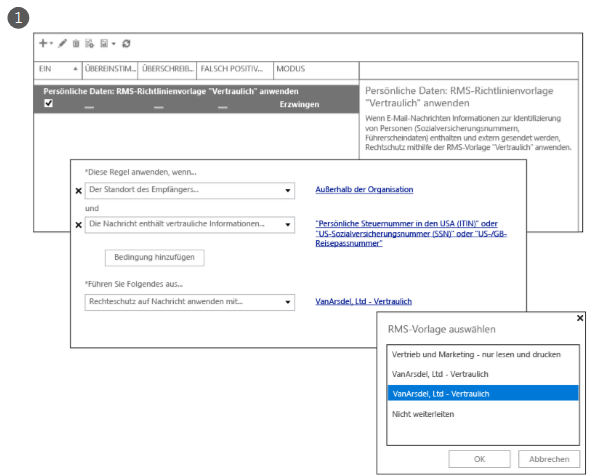 1
EIN ÜBEREINSTIM... ÜBERSCHREIB... FALSCH POSITIV... MODUS
Persönliche Daten: RMS-Richtlinienvorlage "Vertraulich" anwenden
Erzwingen
Persönliche Daten: RMS-Richtlinienvorlage
"Vertraulich" anwenden
Wenn E-Mail-Nachrichten Informationen zur Identifizierung
von Personen (Sozialversicherungsnummern,
Führerscheindaten) enthalten und extern gesendet werden,
Rechtschutz mithilfe der RMS-Vorlage "Vertraulich" anwenden.
*Diese Regel anwenden, wenn...
Der Standort des Empfängers... Außerhalb der Organisation
und
Die Nachricht enthält vertrauliche Informationen... "Persönliche Steuernummer in den USA (ITIN)" oder
"US-Sozialversicherungsnummer (SSN)" oder "US-/GB-
Reisepassnummer"
Bedingung hinzufügen
*Führen Sie Folgendes aus...
Rechteschutz auf Nachricht anwenden mit... VanArsdel, Ltd - Vertraulich
RMS-Vorlage auswählen
Vertrieb und Marketing - nur lesen und drucken
VanArsdel, Ltd - Vertraulich
VanArsdel, Ltd - Vertraulich
Nicht weiterleiten
OK Abbrechen